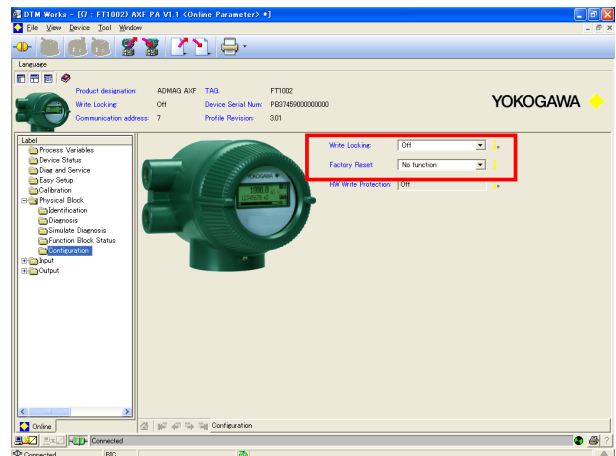 DTM Works - [(7 : FT1002) AXF PA V1.1 <Online Parameter> *]
File View Device Tool Window
Language
Product designation: ADMAG AXF TAG: FT1002
Write Locking: Off Device Serial Num: PB37459000000000
Communication address: 7 Profile Revision: 3.01
YOKOGAWA
Label
Process Variables
Device Status
Diag and Service
Easy Setup
Calibration
Physical Block
Identification
Diagnosis
Simulate Diagnosis
Function Block Status
Configuration
Input
Output
YOKOGAWA
Write Locking: Off
Factory Reset: No function
HW Write Protection: Off
Online
Configuration
Connected
Connected